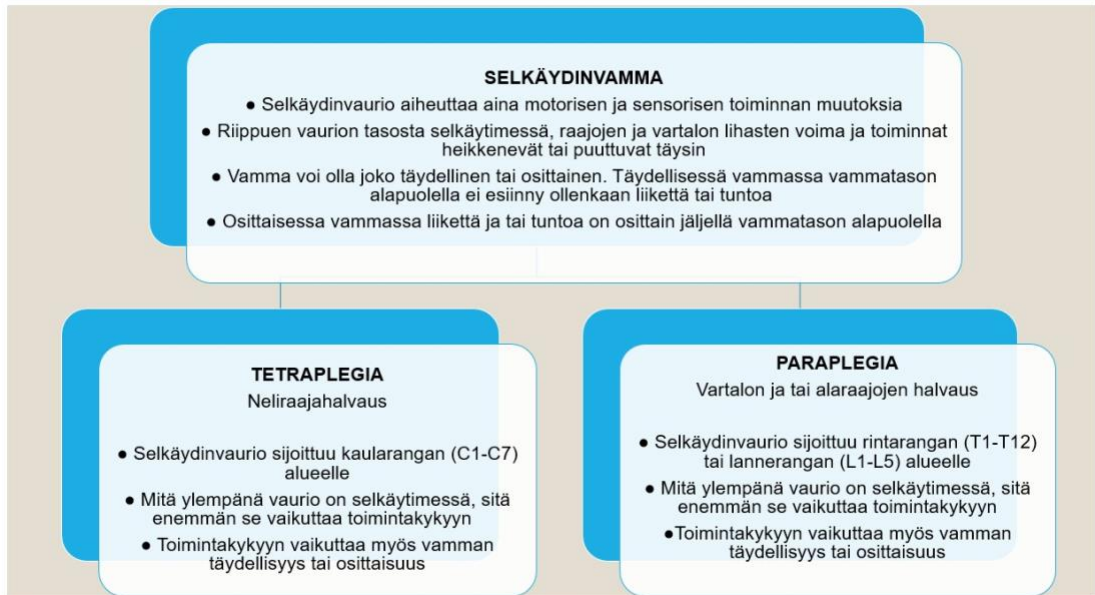 SELKÄYDINVAMMA
● Selkäydinvaurio aiheuttaa aina motorisen ja sensorisen toiminnan muutoksia
● Riippuen vaurion tasosta selkäytimessä, raajojen ja vartalon lihasten voima ja toiminnat
heikkenevät tai puuttuvat täysin
● Vamma voi olla joko täydellinen tai osittainen. Täydellisessä vammassa vammatason
alapuolella ei esiinny ollenkaan liikettä tai tuntoa
● Osittaisessa vammassa liikettä ja tai tuntoa on osittain jäljellä vammatason alapuolella
TETRAPLEGIA
Neliraajahalvaus
● Selkäydinvaurio sijoittuu kaularangan (C1-C7)
alueelle
● Mitä ylempänä vaurio on selkäytimessä, sitä
enemmän se vaikuttaa toimintakykyyn
● Toimintakykyyn vaikuttaa myös vamman
täydellisyys tai osittaisuus
PARAPLEGIA
Vartalon ja tai alaraajojen halvaus
● Selkäydinvaurio sijoittuu rintarangan (T1-T12)
tai lannerangan (L1-L5) alueelle
● Mitä ylempänä vaurio on selkäytimessä, sitä
enemmän se vaikuttaa toimintakykyyn
●Toimintakykyyn vaikuttaa myös vamman
täydellisyys tai osittaisuus